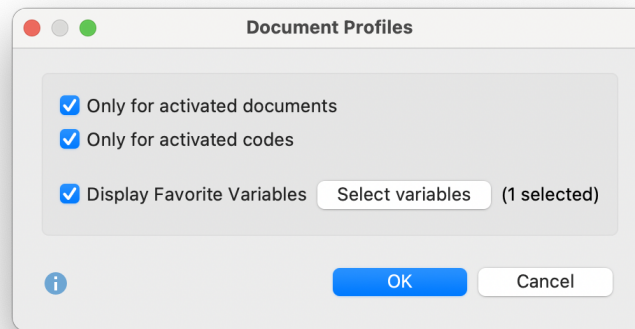 Document Profiles
Only for activated documents
Only for activated codes
Display Favorite Variables Select variables (1 selected)
OK Cancel